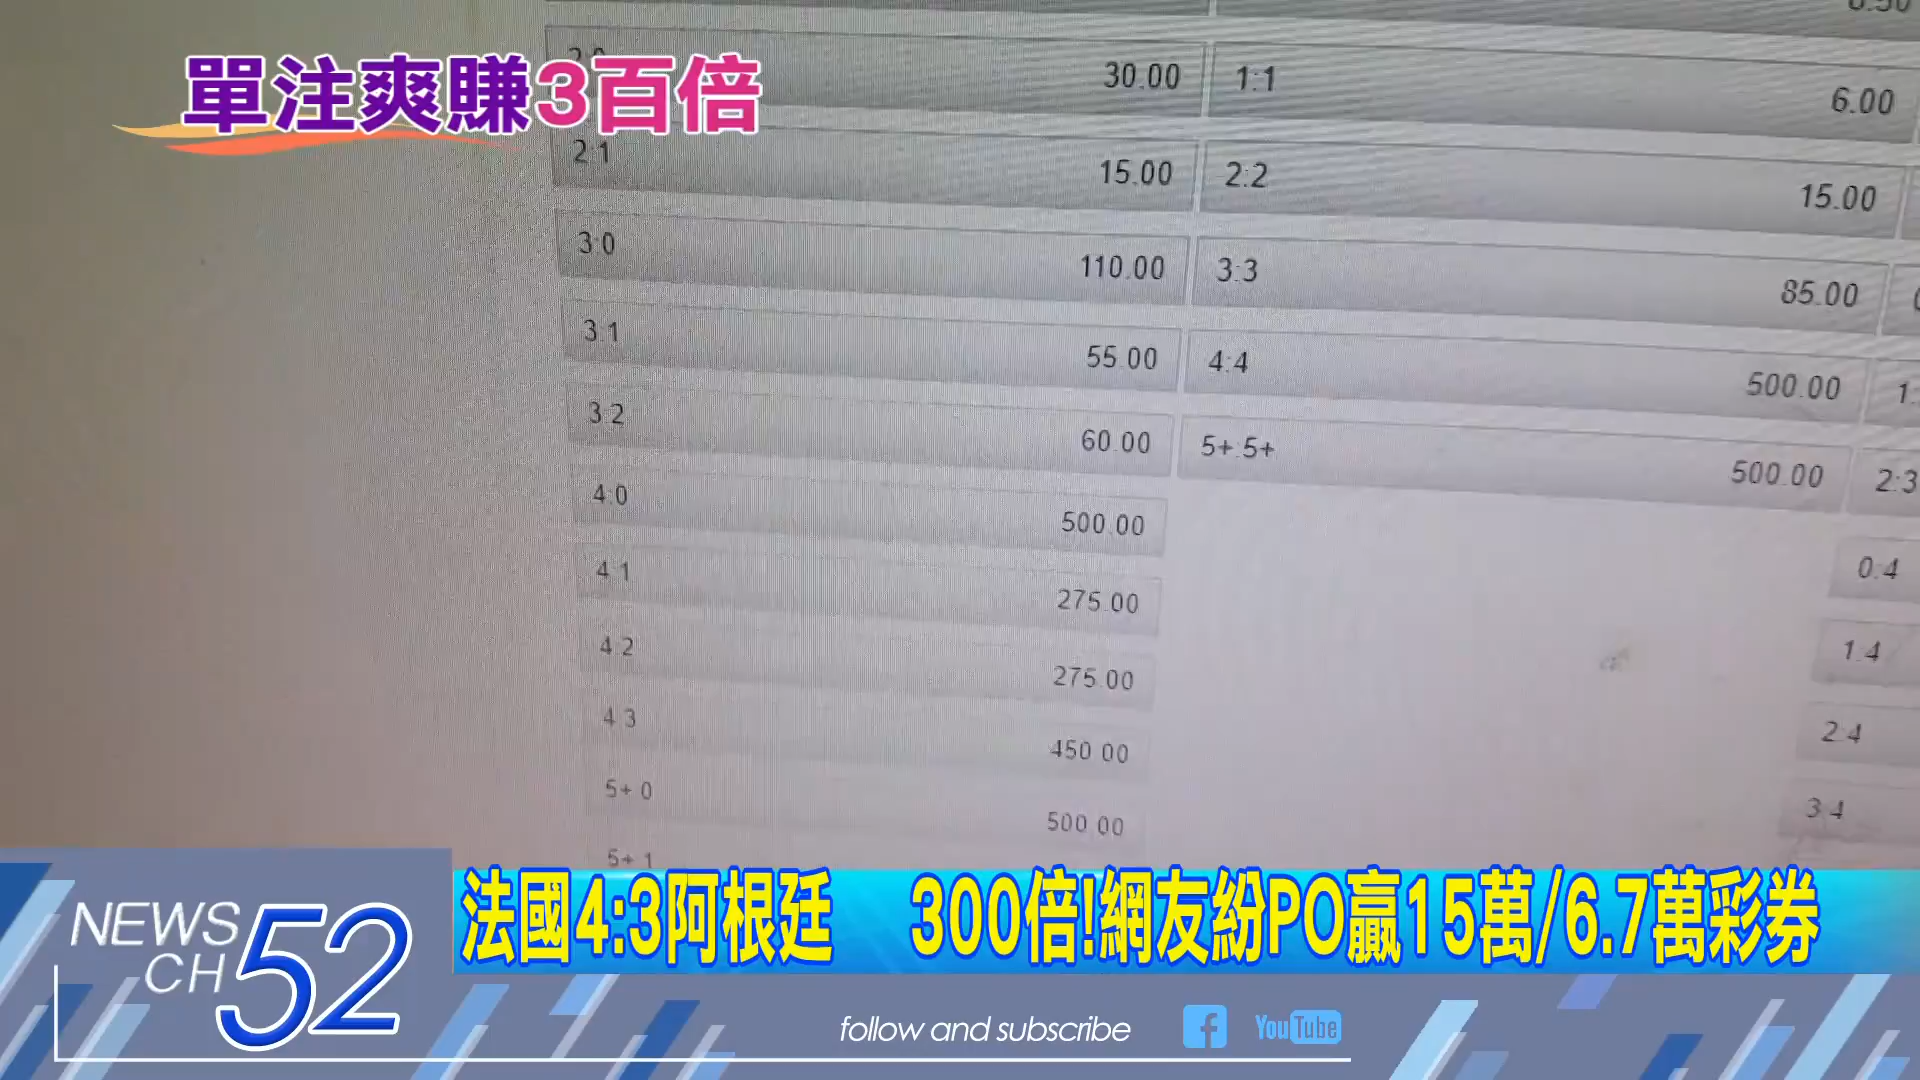 單注爽賺3百倍
30.00 1:1 6.00
2:1 15.00 2:2 15.00
3:0 110.00 3:3 85.00
3:1 55.00 4:4 500.00
3:2 60.00 5+:5+ 500.00 2:3
4:0 500.00 0:4
4:1 275.00 1:4
4:2 275.00 2:4
4:3 450.00 3:4
5+:0 500.00
5+:1
法國4:3阿根廷 300倍!網友紛PO贏15萬/6.7萬彩券
NEWS CH 52
follow and subscribe f YouTube